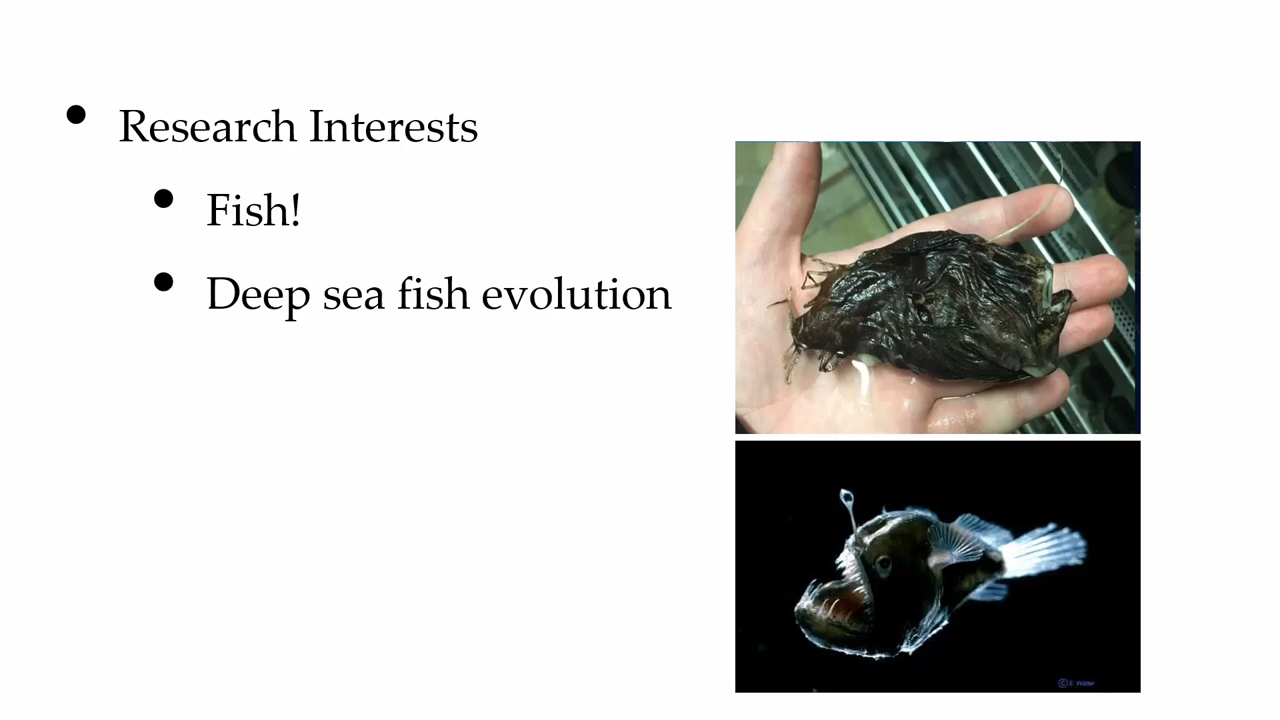 • Research Interests
• Fish!
• Deep sea fish evolution